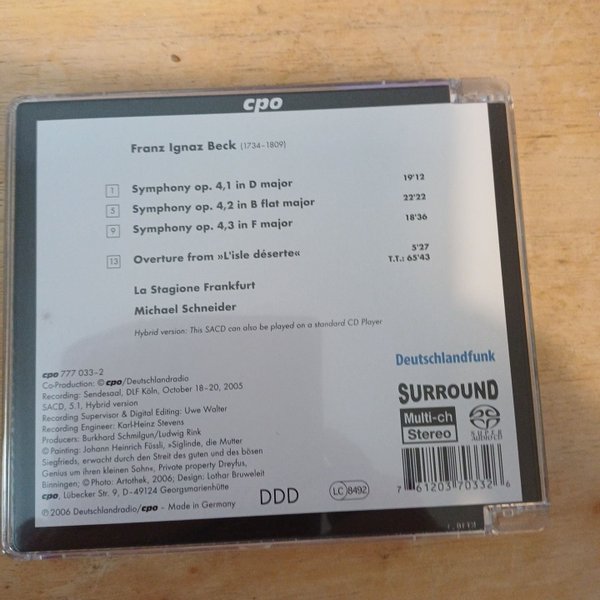 cpo
Franz Ignaz Beck (1734-1809)
1 Symphony op. 4,1 in D major 19'12
5 Symphony op. 4,2 in B flat major 22'22
9 Symphony op. 4,3 in F major 18'36
13 Overture from »L'isle déserte« 5'27
T.T.: 65'43
La Stagione Frankfurt
Michael Schneider
Hybrid version: This SACD can also be played on a standard CD Player
cpo 777 033-2
Co-Production: © cpo/Deutschlandradio
Recording: Sendesaal, DLF Köln, October 18-20, 2005
SACD, 5.1, Hybrid version
Recording Supervisor & Digital Editing: Uwe Walter
Recording Engineer: Karl-Heinz Stevens
Producers: Burkhard Schmilgun/Ludwig Rink
© Painting: Johann Heinrich Füssli, »Siglinde, die Mutter
Siegfrieds, erwacht durch den Streit des guten und des bösen
Genius um ihren kleinen Sohn«, Private property Dreyfus,
Binningen; © Photo: Artothek, 2006; Design: Lothar Bruweleit
cpo, Lübecker Str. 9, D-49124 Georgsmarienhütte
℗ 2006 Deutschlandradio/cpo - Made in Germany
DDD
LC 8492
Deutschlandfunk
SURROUND
Multi-ch
Stereo
SUPER AUDIO CD
7 61203 70332 6